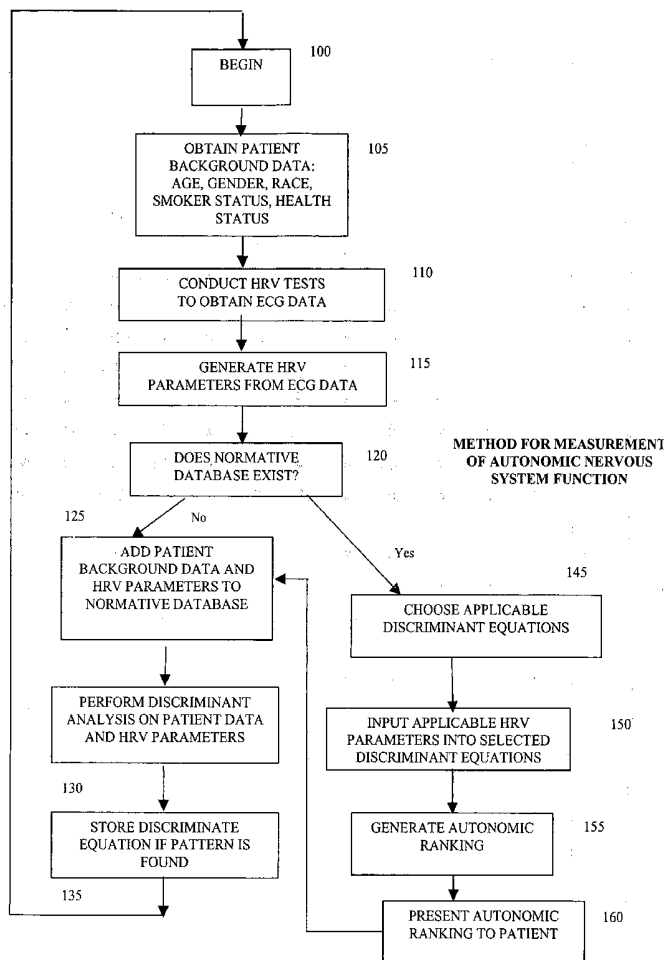 100
BEGIN
105
OBTAIN PATIENT
BACKGROUND DATA:
AGE, GENDER, RACE,
SMOKER STATUS, HEALTH
STATUS
110
CONDUCT HRV TESTS
TO OBTAIN ECG DATA
115
GENERATE HRV
PARAMETERS FROM ECG DATA
120
DOES NORMATIVE
DATABASE EXIST?
METHOD FOR MEASUREMENT
OF AUTONOMIC NERVOUS
SYSTEM FUNCTION
125
No
Yes
ADD PATIENT
BACKGROUND DATA AND
HRV PARAMETERS TO
NORMATIVE DATABASE
145
CHOOSE APPLICABLE
DISCRIMINANT EQUATIONS
PERFORM DISCRIMINANT
ANALYSIS ON PATIENT DATA
AND HRV PARAMETERS
150
INPUT APPLICABLE HRV
PARAMETERS INTO SELECTED
DISCRIMINANT EQUATIONS
130
STORE DISCRIMINATE
EQUATION IF PATTERN IS
FOUND
155
GENERATE AUTONOMIC
RANKING
135
160
PRESENT AUTONOMIC
RANKING TO PATIENT